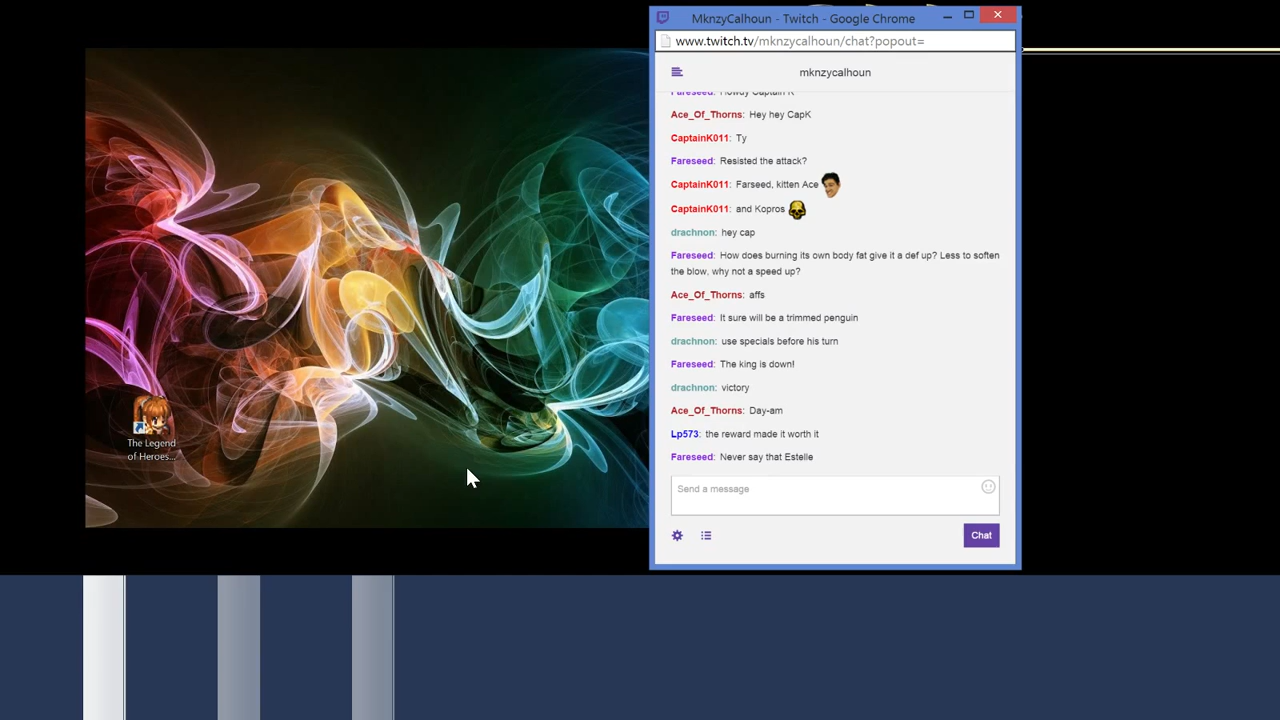 MknzyCalhoun - Twitch - Google Chrome
www.twitch.tv/mknzycalhoun/chat?popout=
mknzycalhoun
Fareseed: Howdy Captain K
Ace_Of_Thorns: Hey hey CapK
CaptainK011: Ty
Fareseed: Resisted the attack?
CaptainK011: Farseed, kitten Ace
CaptainK011: and Kopros
drachnon: hey cap
Fareseed: How does burning its own body fat give it a def up? Less to soften
the blow, why not a speed up?
Ace_Of_Thorns: affs
Fareseed: It sure will be a trimmed penguin
drachnon: use specials before his turn
Fareseed: The king is down!
drachnon: victory
Ace_Of_Thorns: Day-am
Lp573: the reward made it worth it
Fareseed: Never say that Estelle
Send a message
Chat
The Legend
of Heroes...